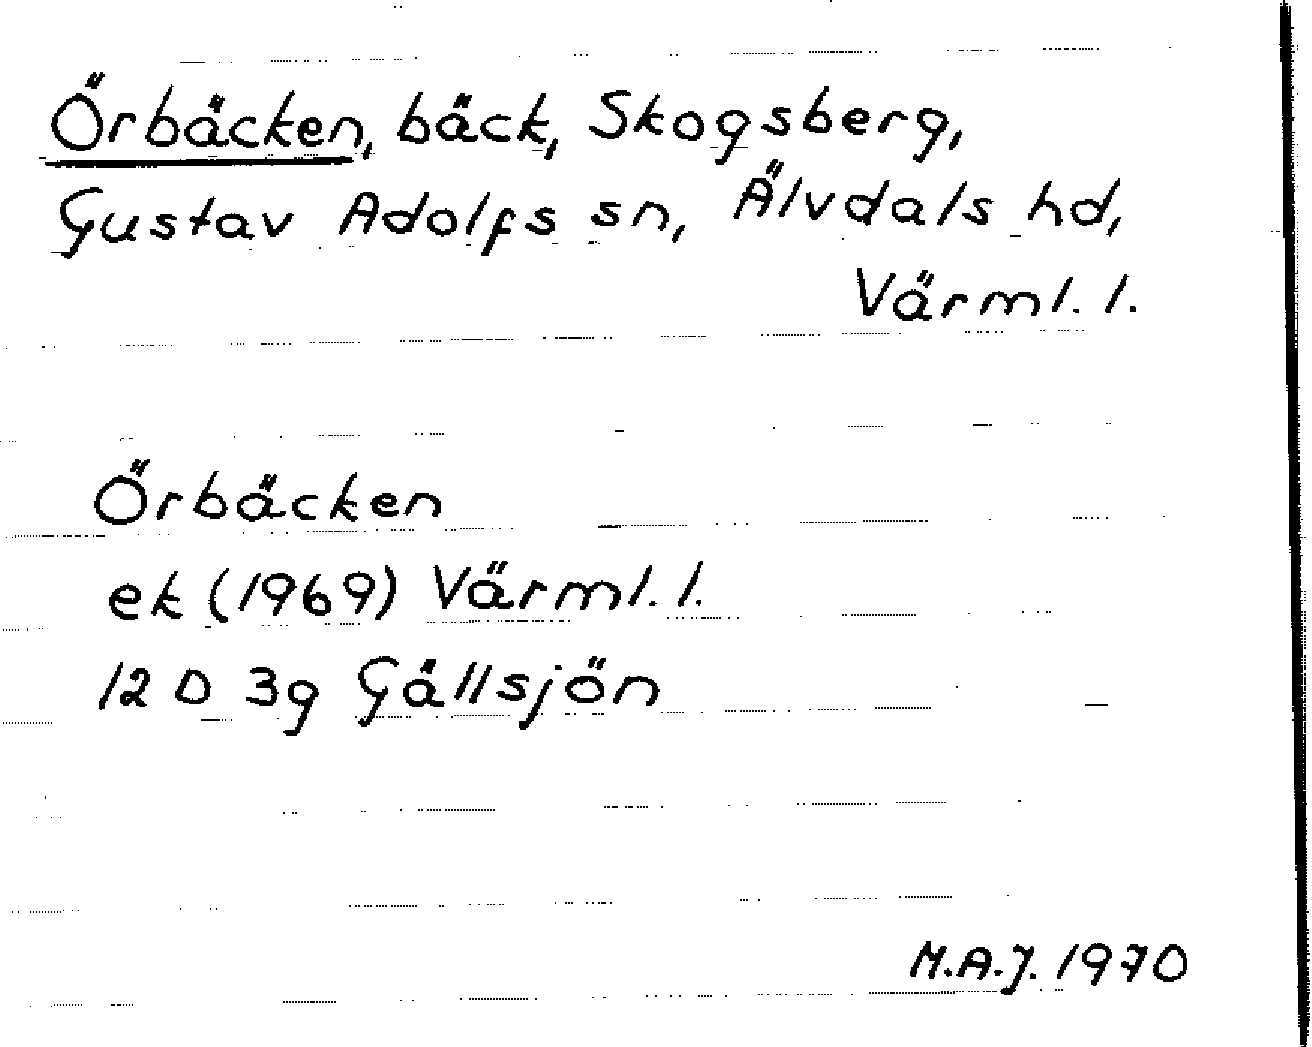 Örbäcken, bäck, Skogsberg,
Gustav Adolfs sn, Älvdals hd,
Värml. l.
Örbäcken
ek (1969) Värml. l.
12 D 3g Gållsjön
M.A.J. 1970